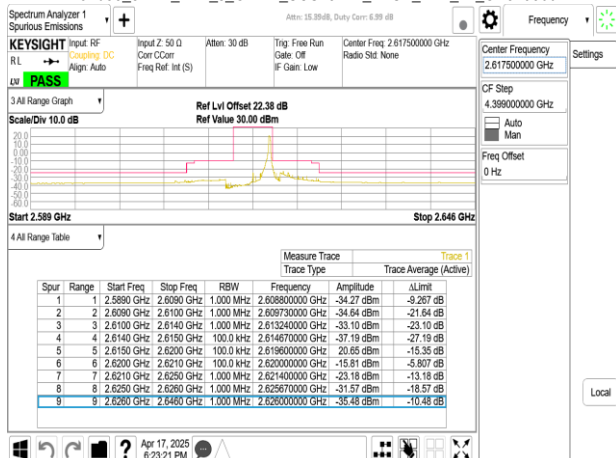 Spectrum Analyzer 1
Spurious Emissions
Attn: 15.39dB, Duty Corr: 6.99 dB
Frequency
KEYSIGHT
Input: RF
Input Z: 50 Ω
Atten: 30 dB
Trig: Free Run
Center Freq: 2.617500000 GHz
RL
Coupling: DC
Corr CCorr
Gate: Off
Radio Std: None
Align: Auto
Freq Ref: Int (S)
IF Gain: Low
LXI
PASS
Center Frequency
2.617500000 GHz
Settings
CF Step
4.399000000 GHz
Auto
Man
Freq Offset
0 Hz
3 All Range Graph
Ref Lvl Offset 22.38 dB
Scale/Div 10.0 dB
Ref Value 30.00 dBm
20.0
10.0
0.00
-10.0
-20.0
-30.0
-40.0
-50.0
-60.0
Start 2.589 GHz
Stop 2.646 GHz
4 All Range Table
Measure Trace Trace 1
Trace Type Trace Average (Active)
Spur Range Start Freq Stop Freq RBW Frequency Amplitude ΔLimit
1 1 2.5890 GHz 2.6090 GHz 1.000 MHz 2.608800000 GHz -34.27 dBm -9.267 dB
2 2 2.6090 GHz 2.6100 GHz 1.000 MHz 2.609730000 GHz -34.64 dBm -21.64 dB
3 3 2.6100 GHz 2.6140 GHz 1.000 MHz 2.613240000 GHz -33.10 dBm -23.10 dB
4 4 2.6140 GHz 2.6150 GHz 100.0 kHz 2.614670000 GHz -37.19 dBm -27.19 dB
5 5 2.6150 GHz 2.6200 GHz 100.0 kHz 2.619600000 GHz 20.65 dBm -15.35 dB
6 6 2.6200 GHz 2.6210 GHz 100.0 kHz 2.620000000 GHz -15.81 dBm -5.807 dB
7 7 2.6210 GHz 2.6250 GHz 1.000 MHz 2.621400000 GHz -23.18 dBm -13.18 dB
8 8 2.6250 GHz 2.6260 GHz 1.000 MHz 2.625670000 GHz -31.57 dBm -18.57 dB
9 9 2.6260 GHz 2.6460 GHz 1.000 MHz 2.626000000 GHz -35.48 dBm -10.48 dB
Local
?
Apr 17, 2025
6:23:21 PM